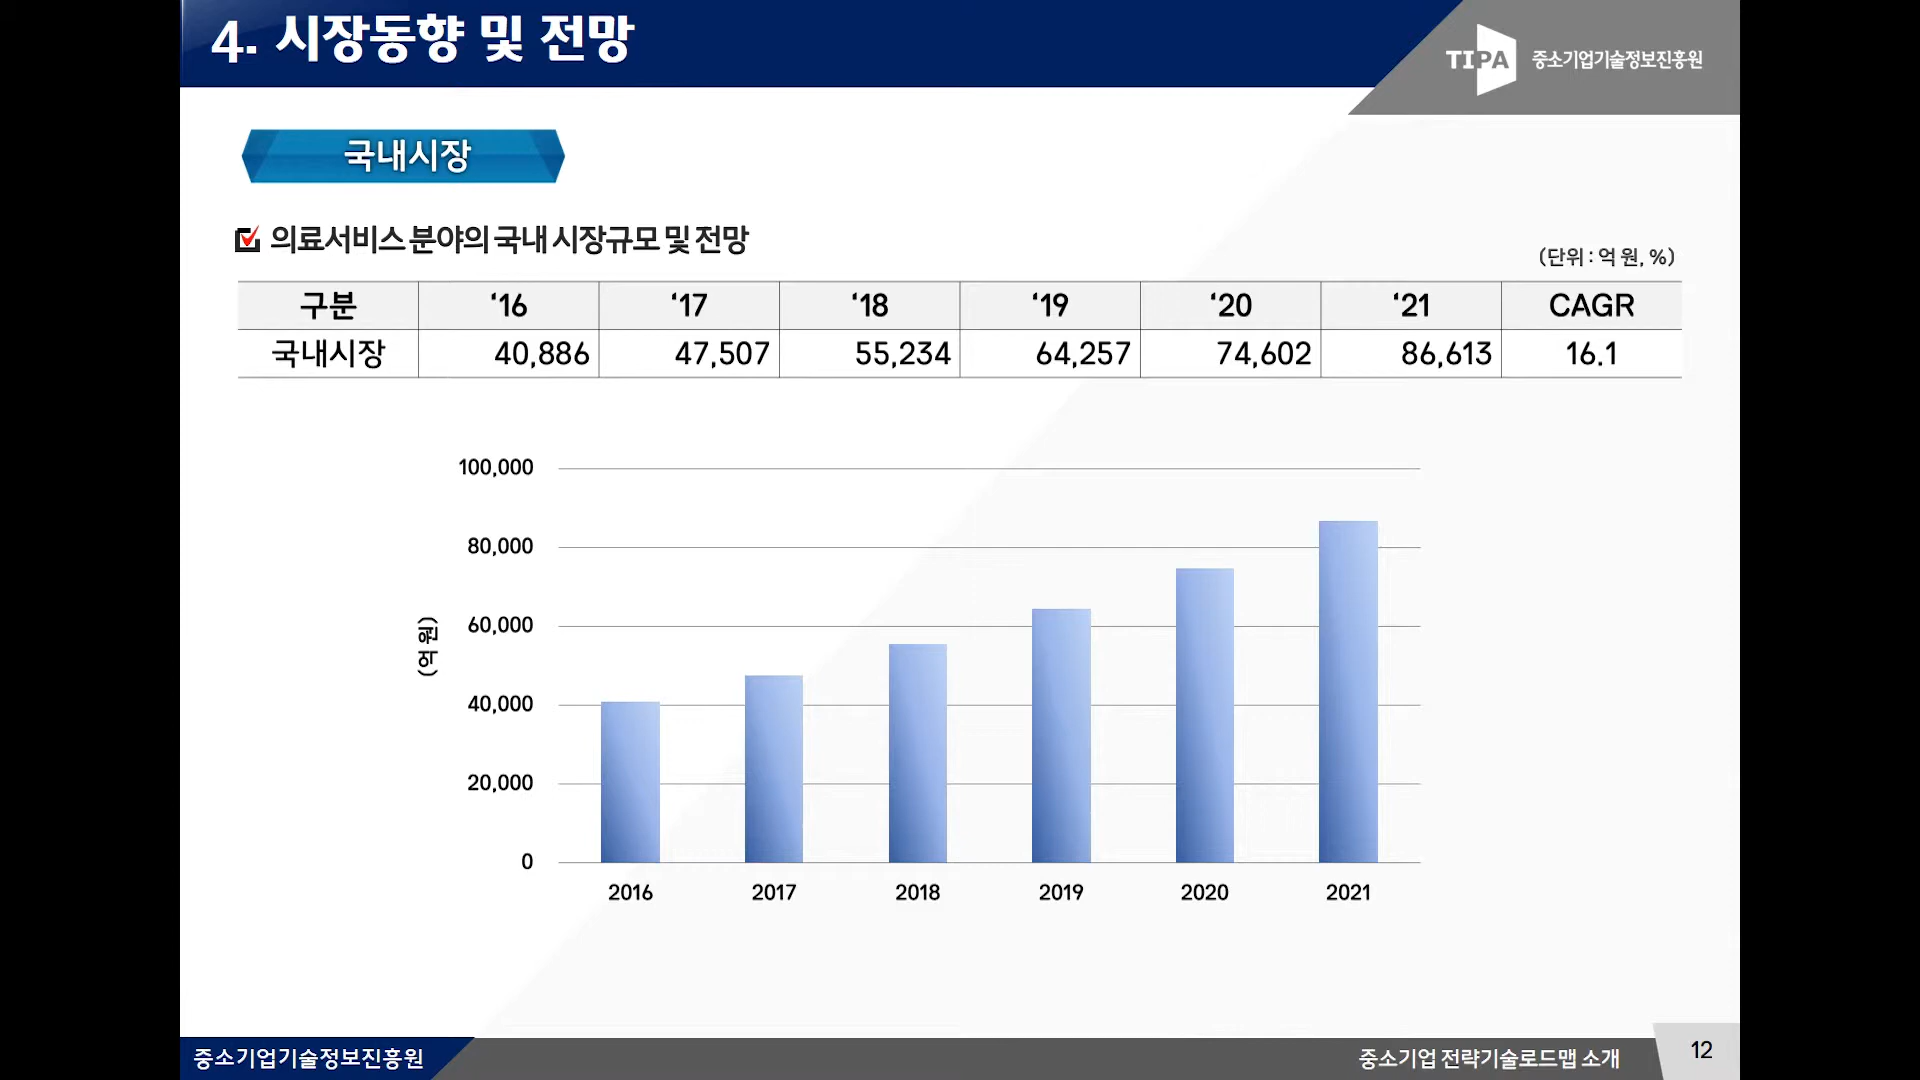 4. 시장동향 및 전망
TIPA 중소기업기술정보진흥원
국내시장
의료서비스 분야의 국내 시장규모 및 전망
(단위 : 억 원, %)
구분 ‘16 ‘17 ‘18 ‘19 ‘20 ‘21 CAGR
국내시장 40,886 47,507 55,234 64,257 74,602 86,613 16.1
100,000
80,000
60,000
40,000
20,000
0
(억 원)
2016 2017 2018 2019 2020 2021
중소기업기술정보진흥원
중소기업 전략기술로드맵 소개
12